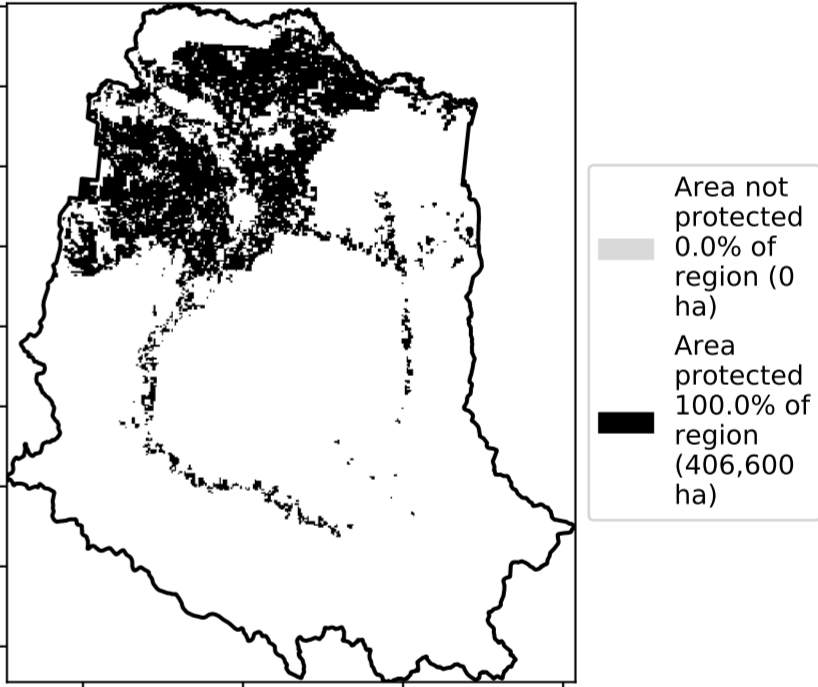 Area not
protected
0.0% of
region (0
ha)
Area
protected
100.0% of
region
(406,600
ha)